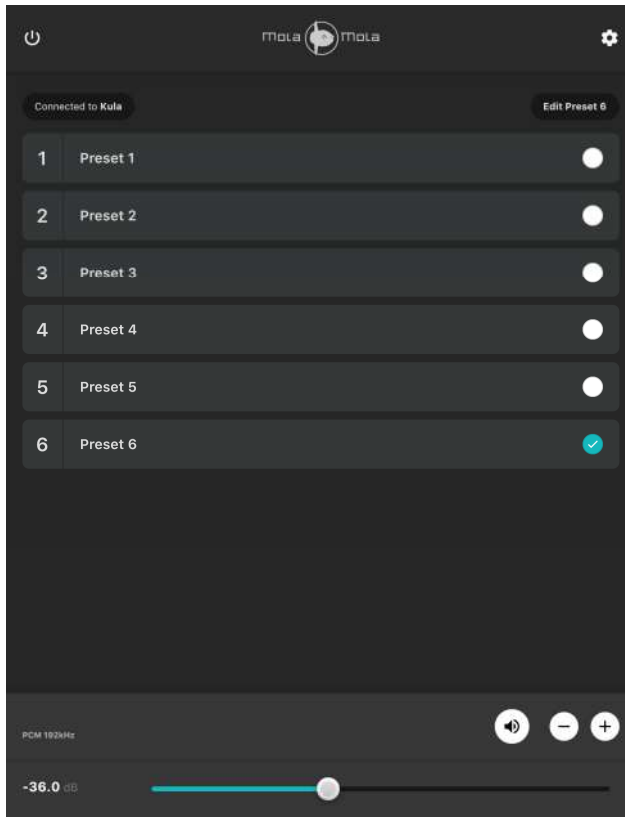 mola mola
Connected to Kula
Edit Preset 6
1 Preset 1
2 Preset 2
3 Preset 3
4 Preset 4
5 Preset 5
6 Preset 6
PCM 192kHz
-36.0 dB